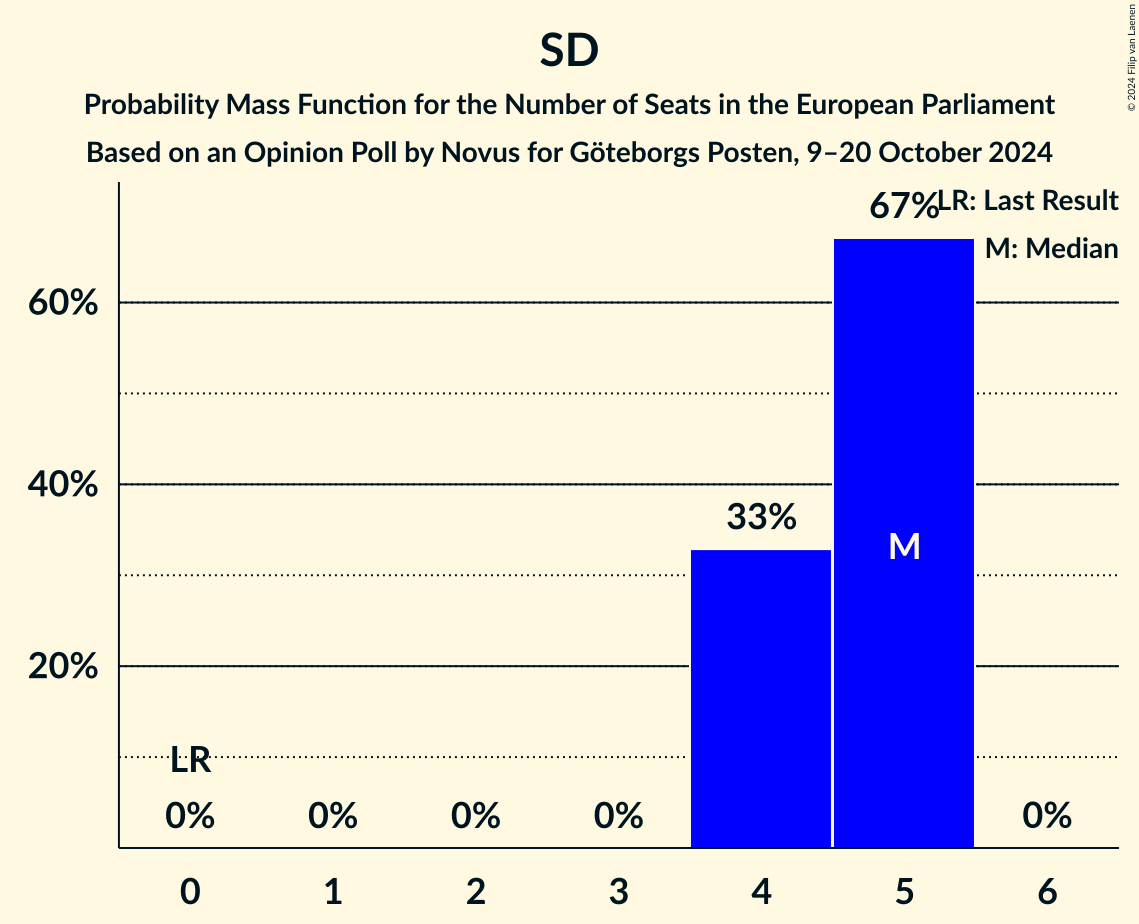 SD
Probability Mass Function for the Number of Seats in the European Parliament
Based on an Opinion Poll by Novus for Göteborgs Posten, 9–20 October 2024
© 2024 Filip van Laenen
LR: Last Result
M: Median
67%
60%
40%
33%
M
20%
LR
0% 0% 0% 0% 0%
0 1 2 3 4 5 6